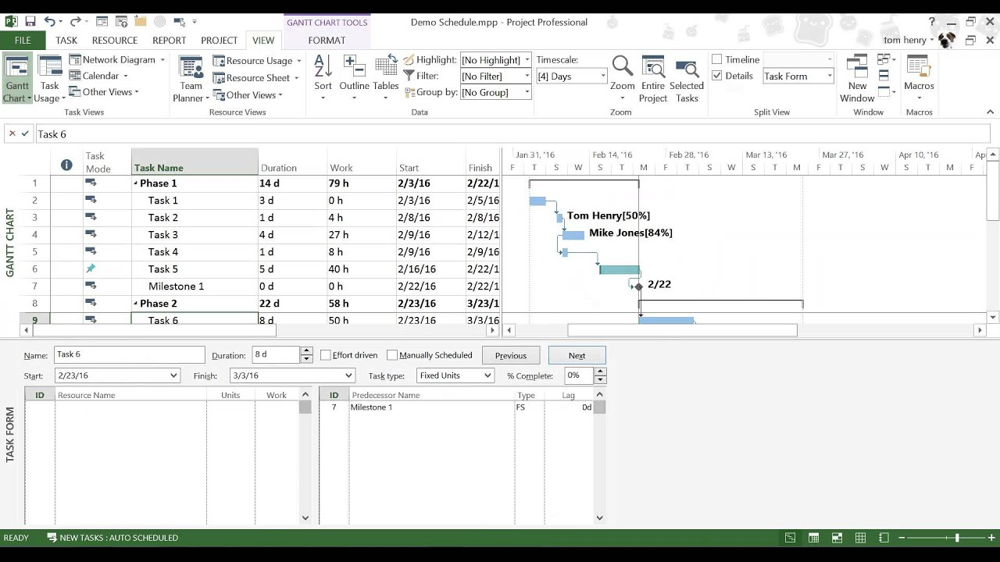 GANTT CHART TOOLS
Demo Schedule.mpp - Project Professional
FILE TASK RESOURCE REPORT PROJECT VIEW FORMAT
tom henry
Gantt Chart
Task Usage
Network Diagram
Calendar
Other Views
Task Views
Team Planner
Resource Usage
Resource Sheet
Other Views
Resource Views
Sort
Outline
Tables
Highlight: [No Highlight]
Filter: [No Filter]
Group by: [No Group]
Data
Timescale:
[4] Days
Zoom
Entire Project
Selected Tasks
Zoom
Timeline
Details Task Form
Split View
New Window
Window
Macros
Macros
Task 6
GANTT CHART
Task Mode Task Name Duration Work Start Finish
Jan 31, '16 Feb 14, '16 Feb 28, '16 Mar 13, '16 Mar 27, '16 Apr 10, '16 Ap
F T S W S T M F T S W S T M F T S W S T M F
1 Phase 1 14 d 79 h 2/3/16 2/22/1
2 Task 1 3 d 0 h 2/3/16 2/5/16
3 Task 2 1 d 4 h 2/8/16 2/8/16
Tom Henry[50%]
4 Task 3 4 d 27 h 2/9/16 2/12/1
Mike Jones[84%]
5 Task 4 1 d 8 h 2/9/16 2/9/16
6 Task 5 5 d 40 h 2/16/16 2/22/1
7 Milestone 1 0 d 0 h 2/22/16 2/22/1
2/22
8 Phase 2 22 d 58 h 2/23/16 3/23/1
9 Task 6 8 d 50 h 2/23/16 3/3/16
TASK FORM
Name: Task 6 Duration: 8 d Effort driven Manually Scheduled Previous Next
Start: 2/23/16 Finish: 3/3/16 Task type: Fixed Units % Complete: 0%
ID Resource Name Units Work
ID Predecessor Name Type Lag
7 Milestone 1 FS 0d
READY NEW TASKS : AUTO SCHEDULED